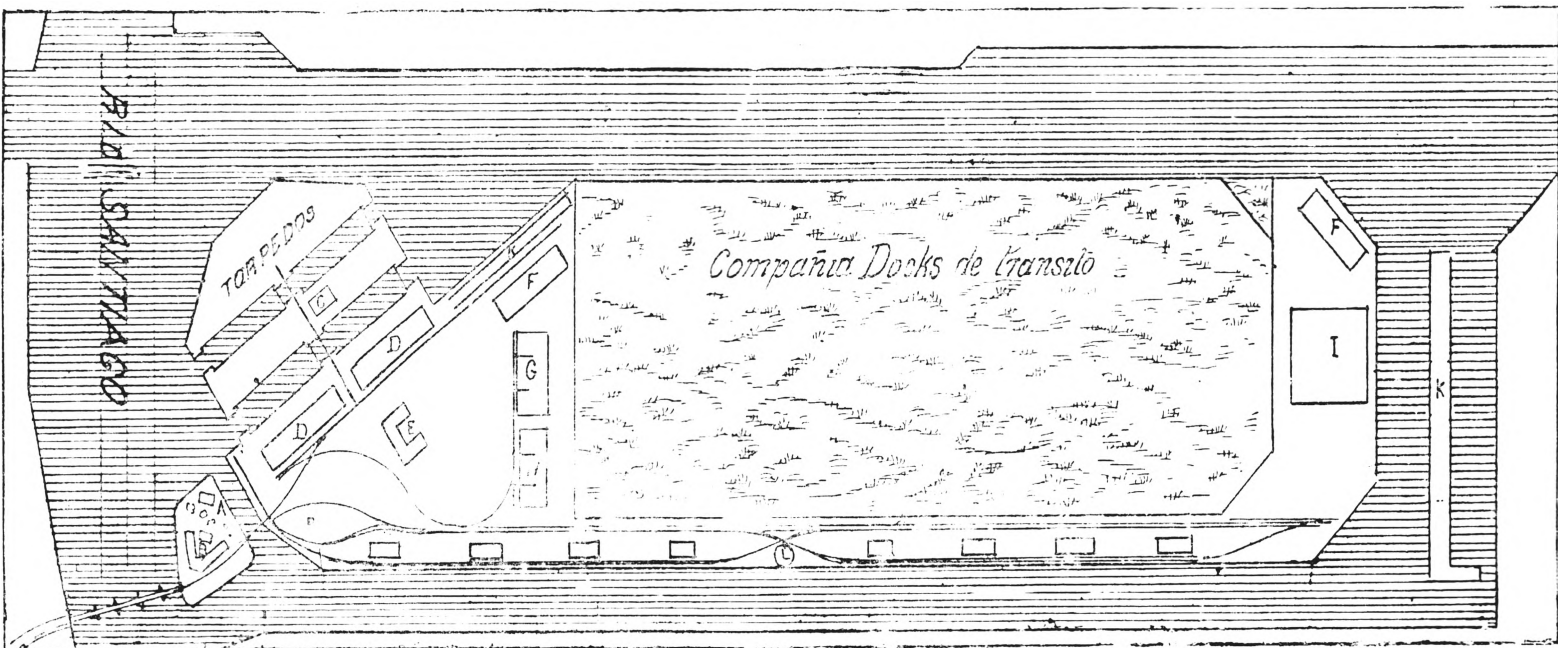 RIO SANTIAGO
TORPEDOS
C
D
D
E
K
F
G
Compañia Docks de transito
F
I
K
A
B
L